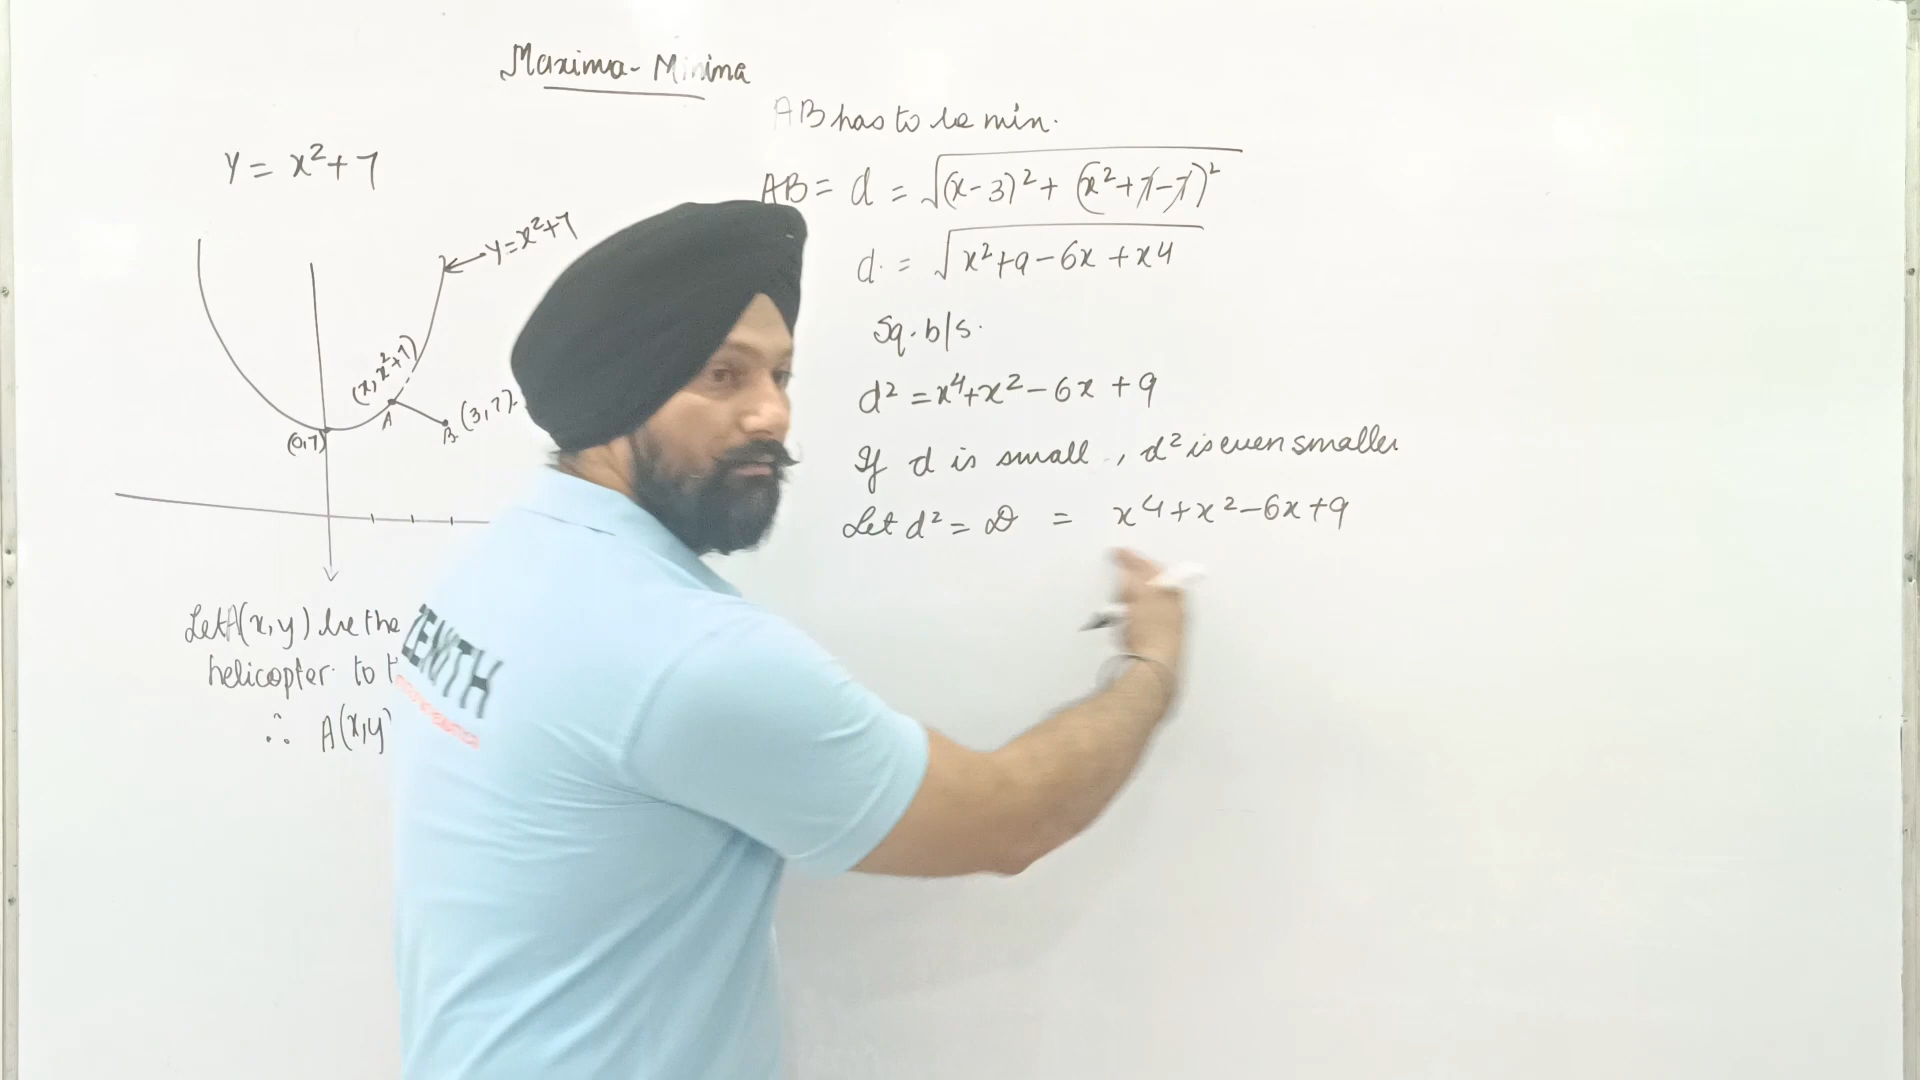 Maxima - Minima
Y = x²+7
y=x²+7
(x, x²+7)
A
B (3,7).
(0,7)
Let A(x,y) be the
helicopter to t
∴ A(x,y)
AB has to be min.
AB = d = √(x-3)²+ (x²+7-7)²
d = √x²+9-6x+x4
Sq. b/s.
d² = x⁴+x²-6x+9
If d is small, d² is even smaller
Let d² = D = x⁴+x²-6x+9
ZENITH